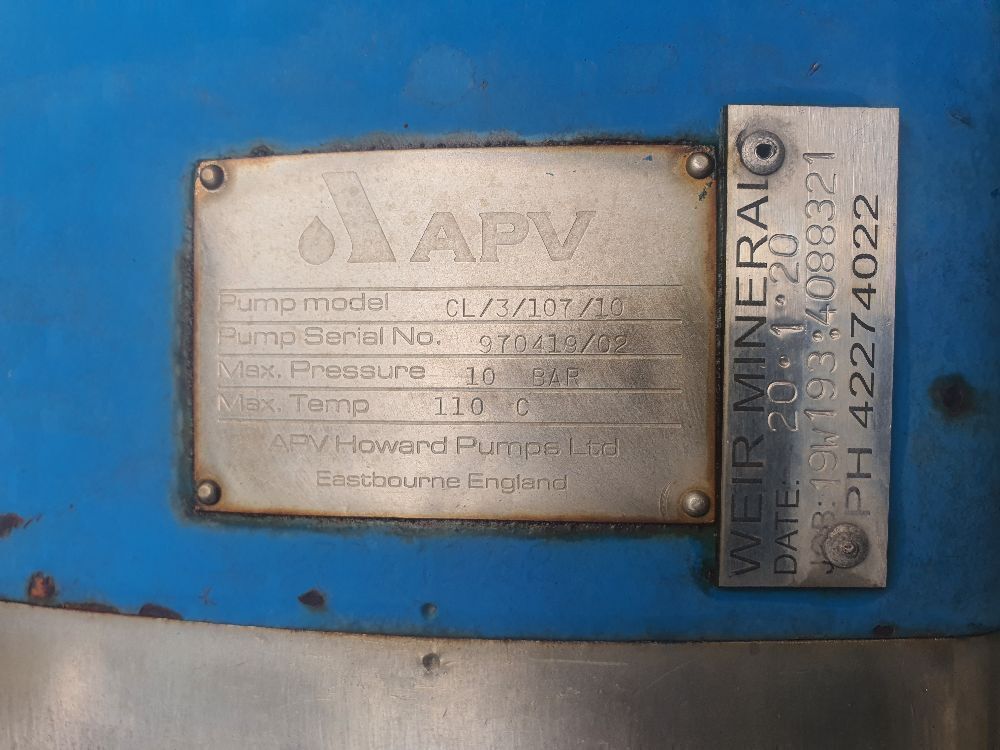 APV
Pump model CL/3/107/10
Pump Serial No. 970419/02
Max. Pressure 10 BAR
Max. Temp 110 C
APV Howard Pumps Ltd
Eastbourne England
WEIR MINERAL
DATE: 20·1·20
JOB:19W193:4088321
PH 42274022